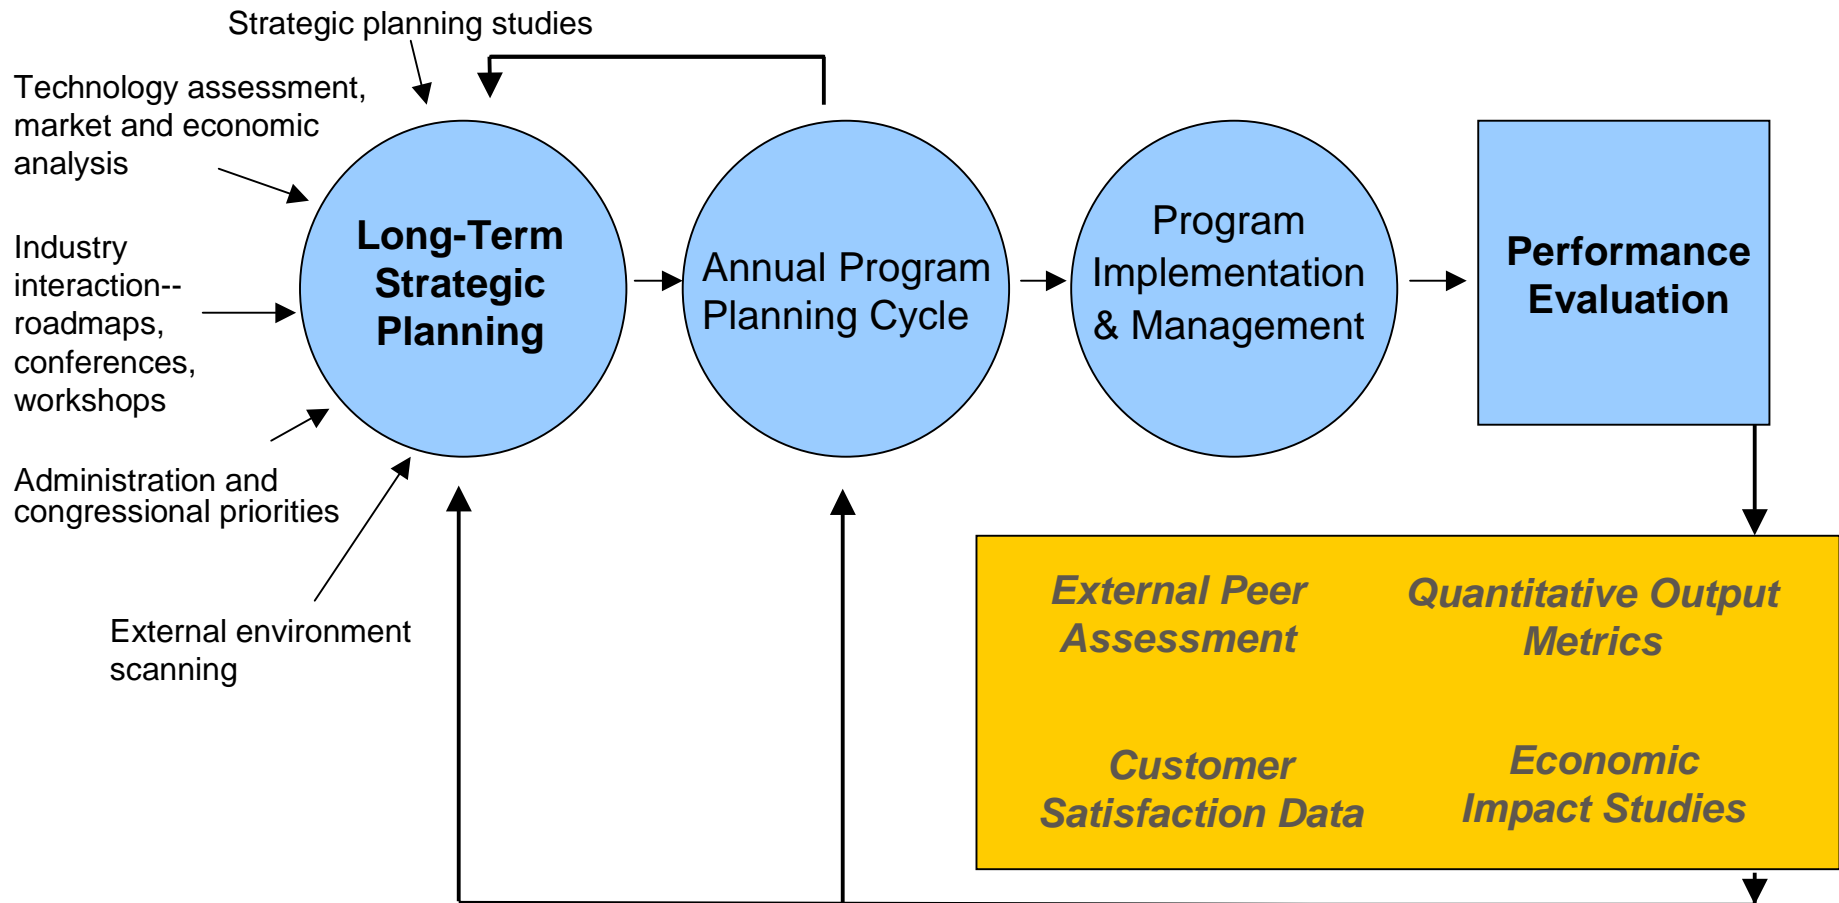 Strategic planning studies
Technology assessment,
market and economic
analysis
Industry
interaction--
roadmaps,
conferences,
workshops
Administration and
congressional priorities
External environment
scanning
Long-Term
Strategic
Planning
Annual Program
Planning Cycle
Program
Implementation
& Management
Performance
Evaluation
External Peer
Assessment
Quantitative Output
Metrics
Customer
Satisfaction Data
Economic
Impact Studies